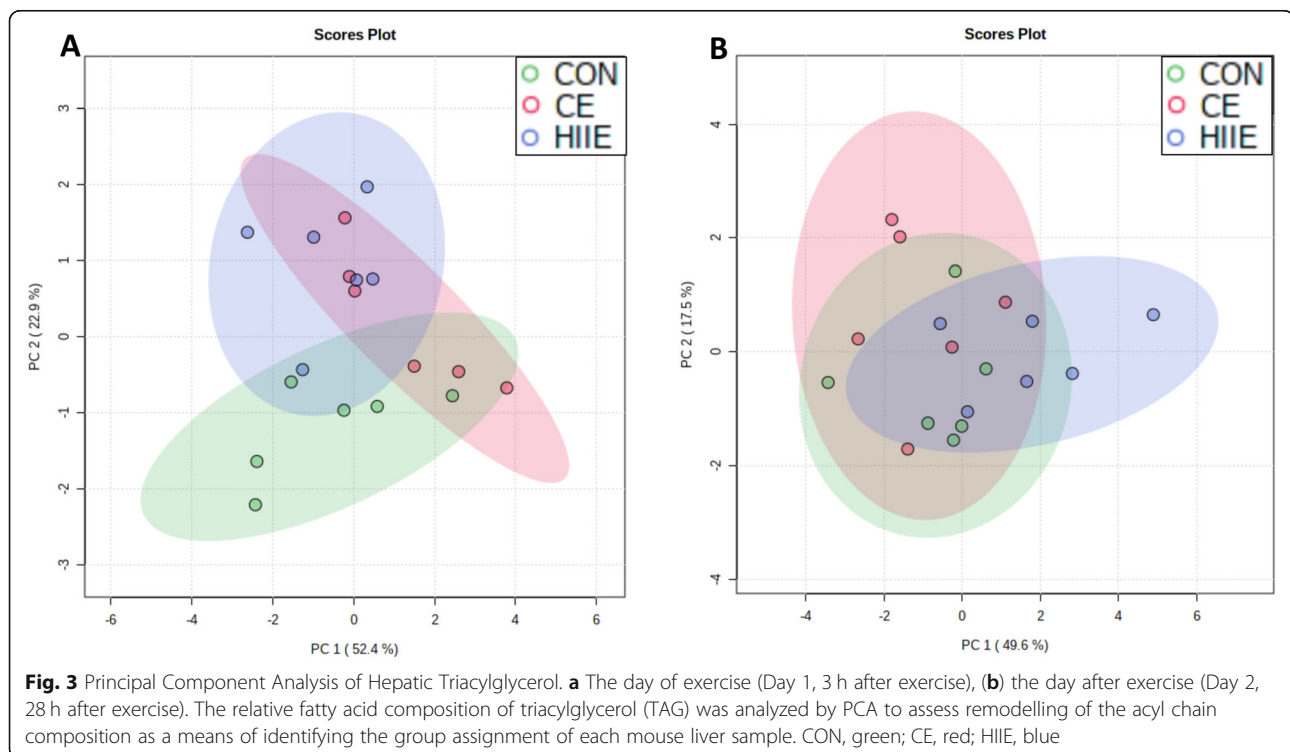 A
Scores Plot
CON
CE
HIIE
3
2
1
0
-1
-2
-3
PC 2 ( 22.9 %)
-6
-4
-2
0
2
4
6
PC 1 ( 52.4 %)
B
Scores Plot
CON
CE
HIIE
4
2
0
-2
-4
PC 2 ( 17.5 %)
-4
-2
0
2
4
6
PC 1 ( 49.6 %)
Fig. 3 Principal Component Analysis of Hepatic Triacylglycerol. a The day of exercise (Day 1, 3 h after exercise), (b) the day after exercise (Day 2,
28 h after exercise). The relative fatty acid composition of triacylglycerol (TAG) was analyzed by PCA to assess remodelling of the acyl chain
composition as a means of identifying the group assignment of each mouse liver sample. CON, green; CE, red; HIIE, blue